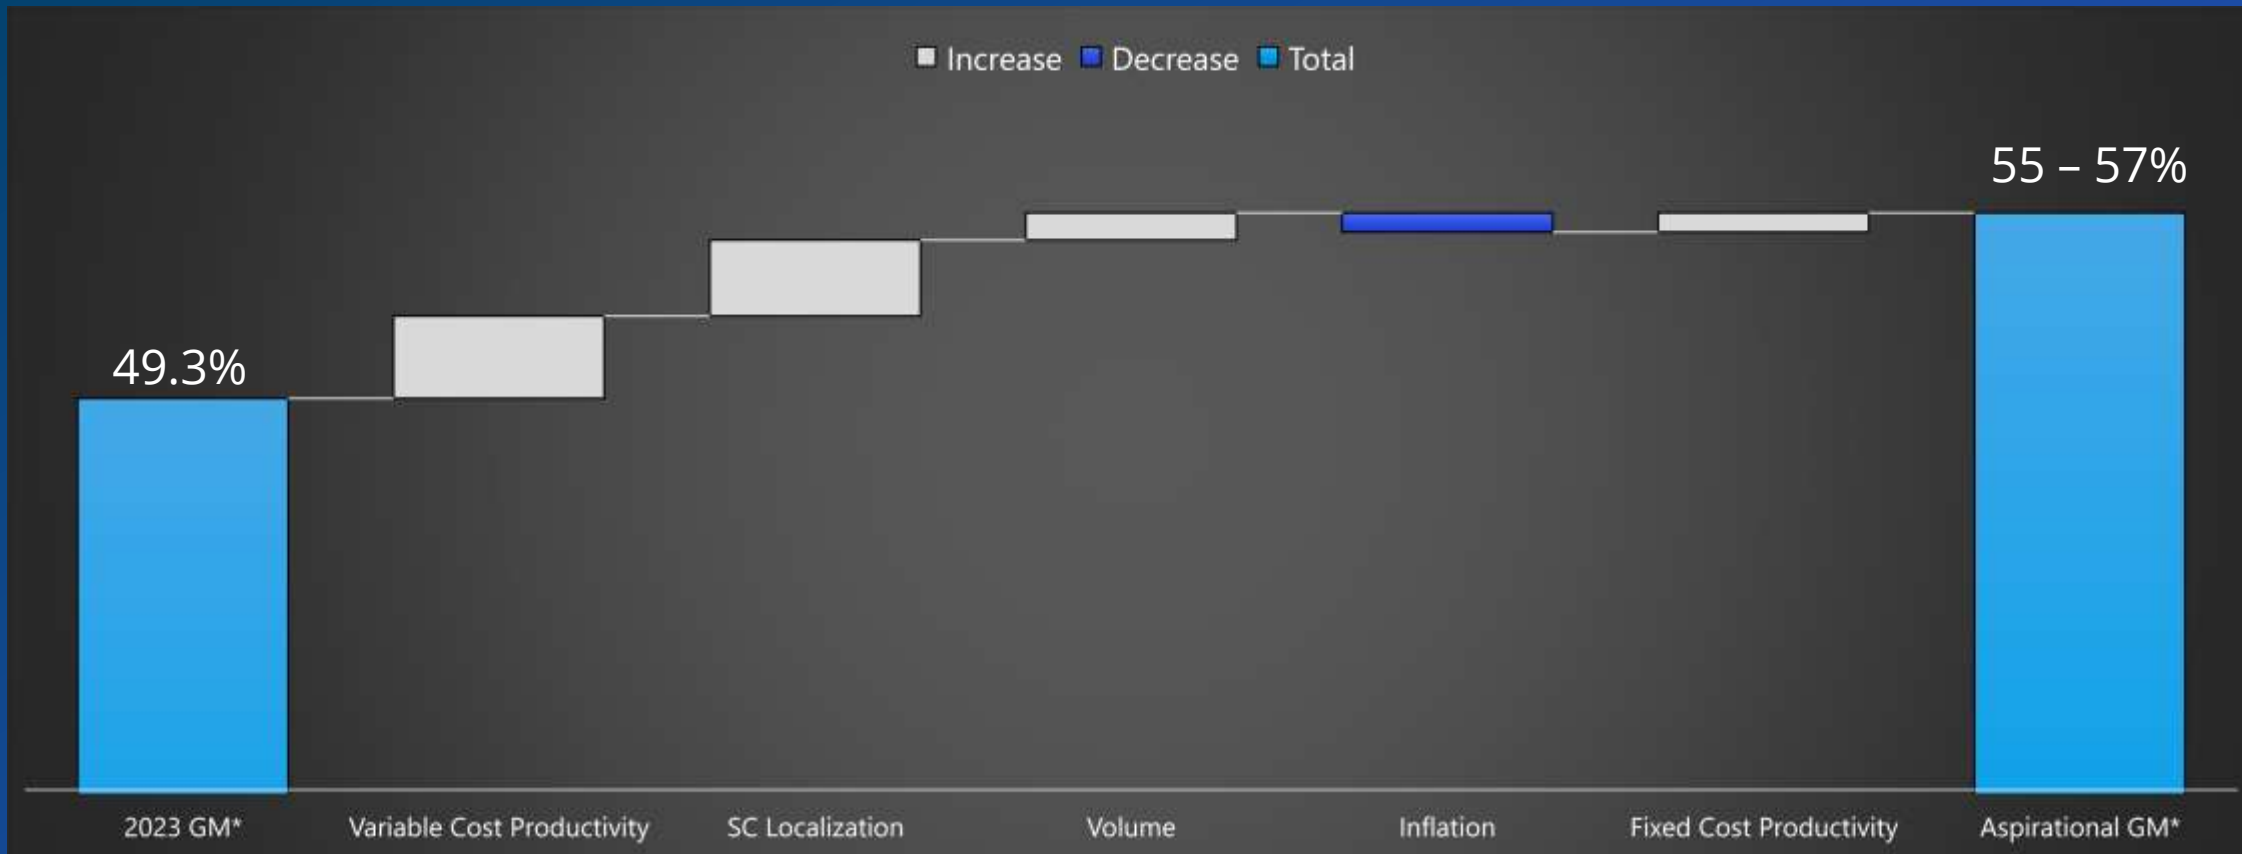 Increase Decrease Total
55 – 57%
49.3%
2023 GM* Variable Cost Productivity SC Localization Volume Inflation Fixed Cost Productivity Aspirational GM*